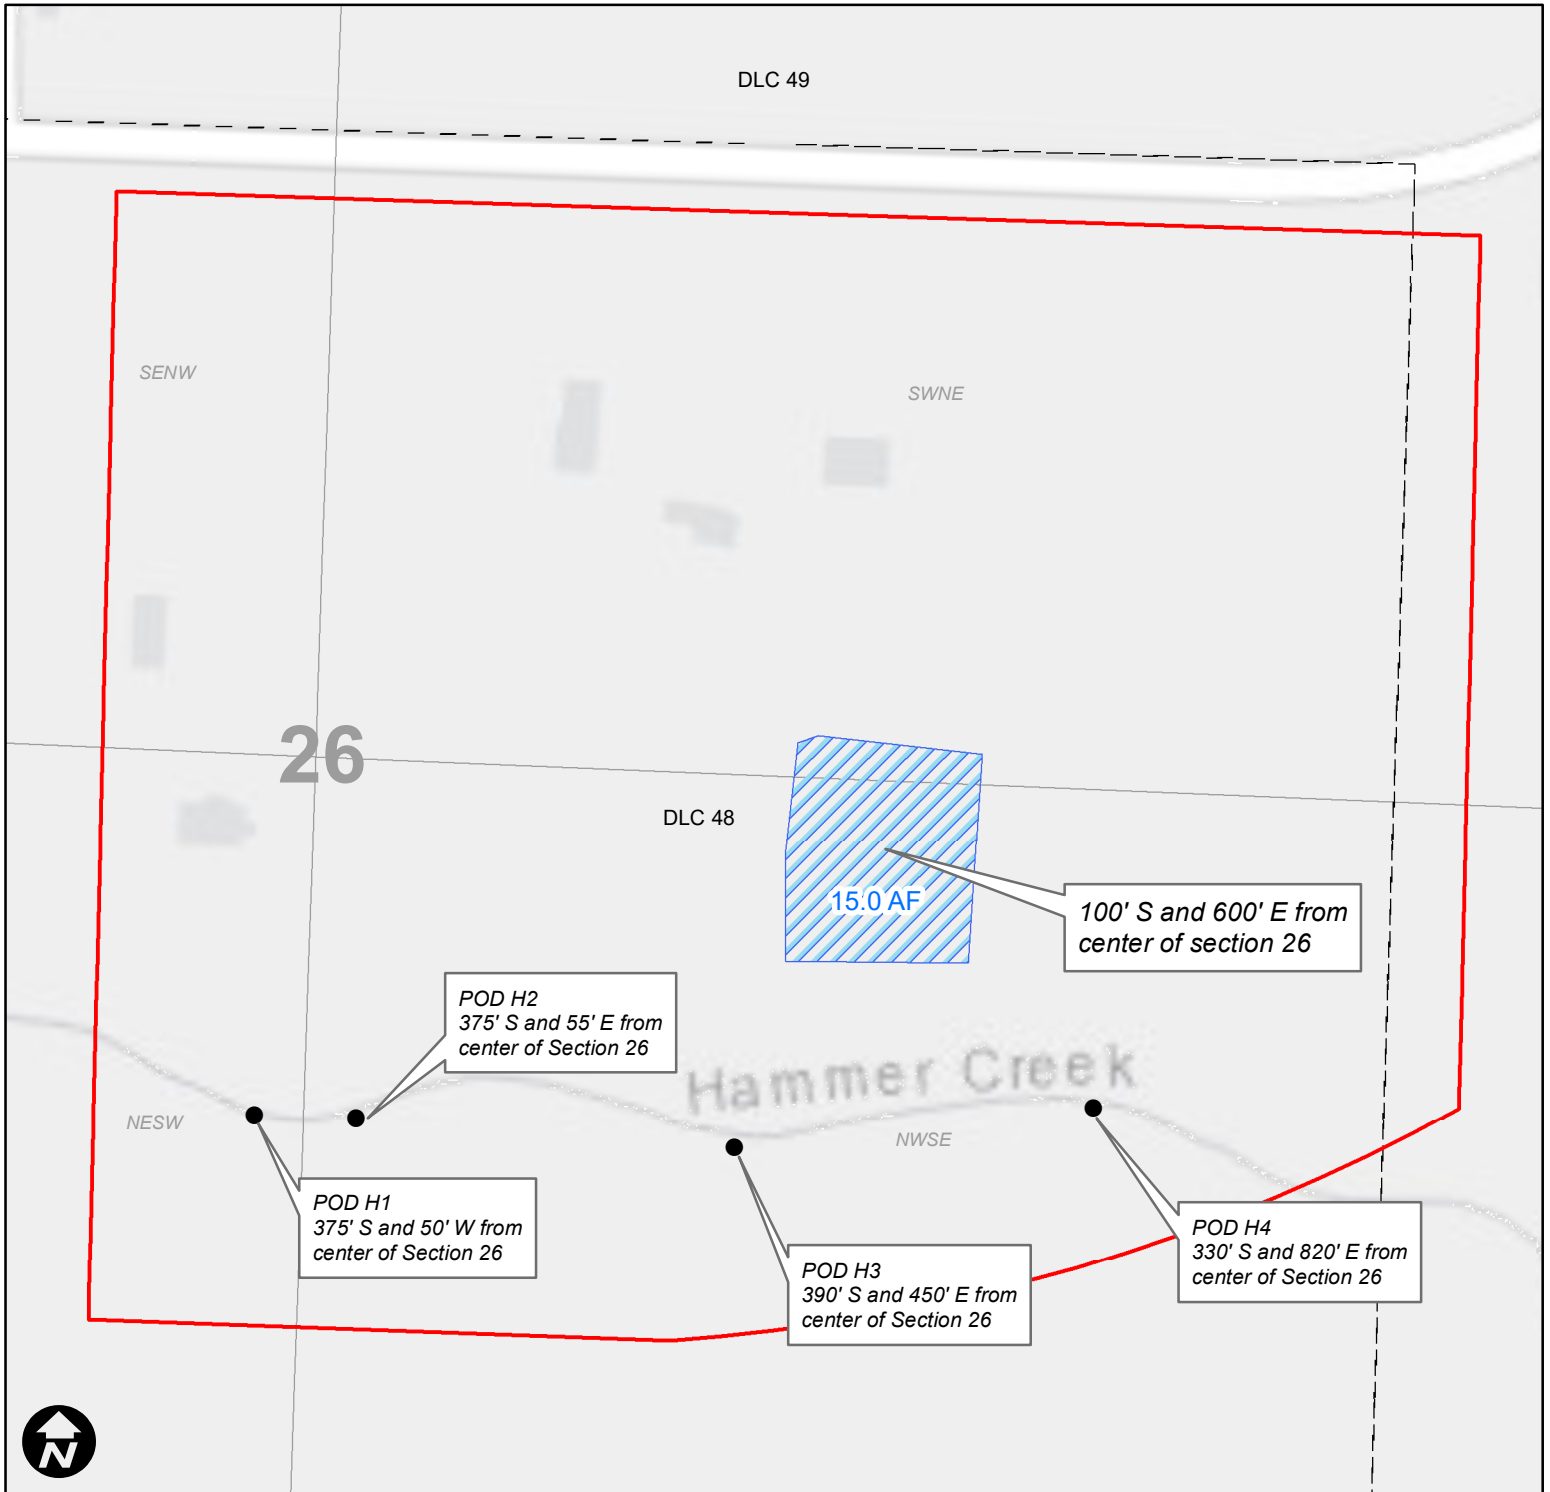 DLC 49
SENW
SWNE
26
DLC 48
15.0 AF
100' S and 600' E from
center of section 26
POD H2
375' S and 55' E from
center of Section 26
Hammer Creek
NESW
NWSE
POD H1
375' S and 50' W from
center of Section 26
POD H3
390' S and 450' E from
center of Section 26
POD H4
330' S and 820' E from
center of Section 26
N